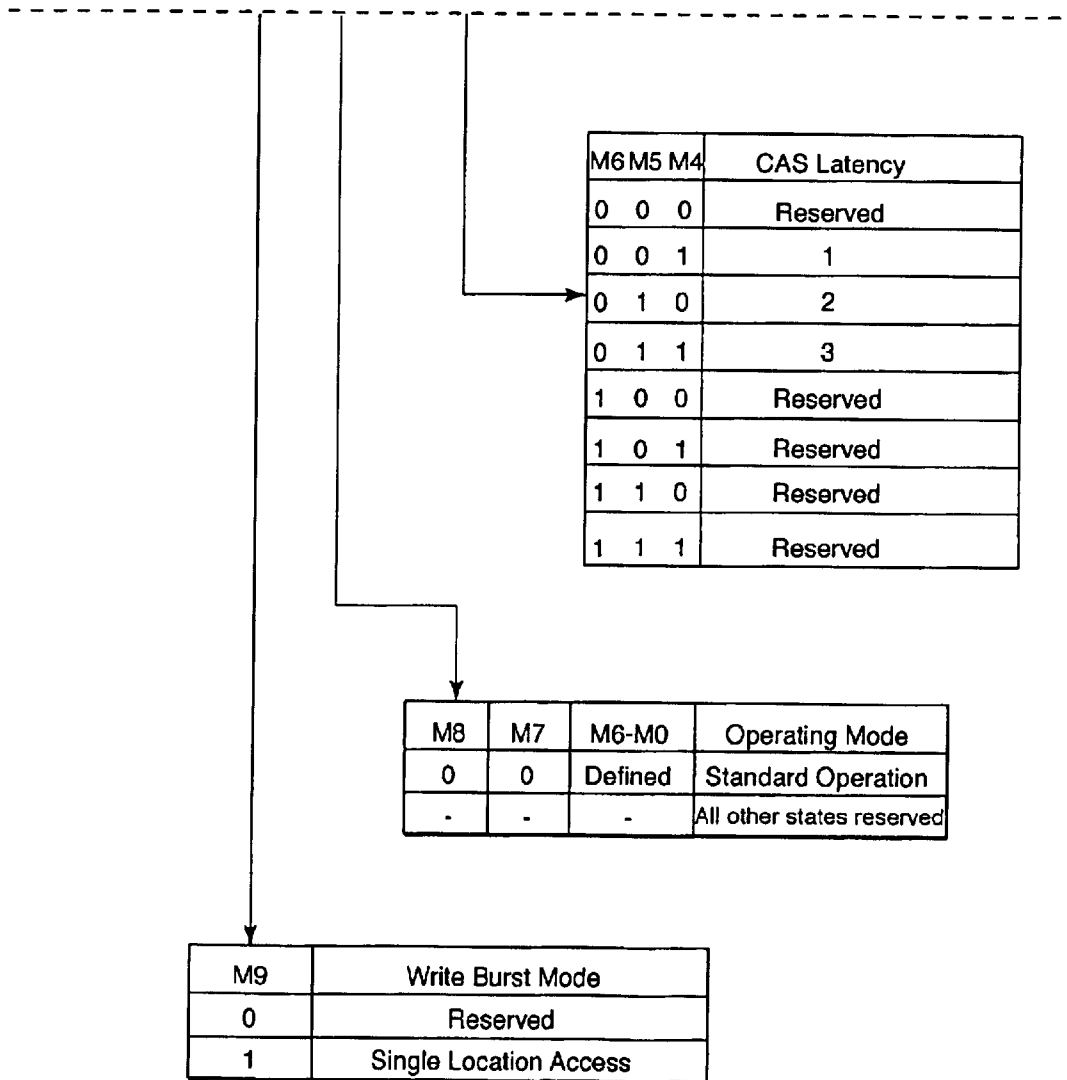 M6 M5 M4 CAS Latency
0 0 0 Reserved
0 0 1 1
0 1 0 2
0 1 1 3
1 0 0 Reserved
1 0 1 Reserved
1 1 0 Reserved
1 1 1 Reserved
M8 M7 M6-M0 Operating Mode
0 0 Defined Standard Operation
- - - All other states reserved
M9 Write Burst Mode
0 Reserved
1 Single Location Access